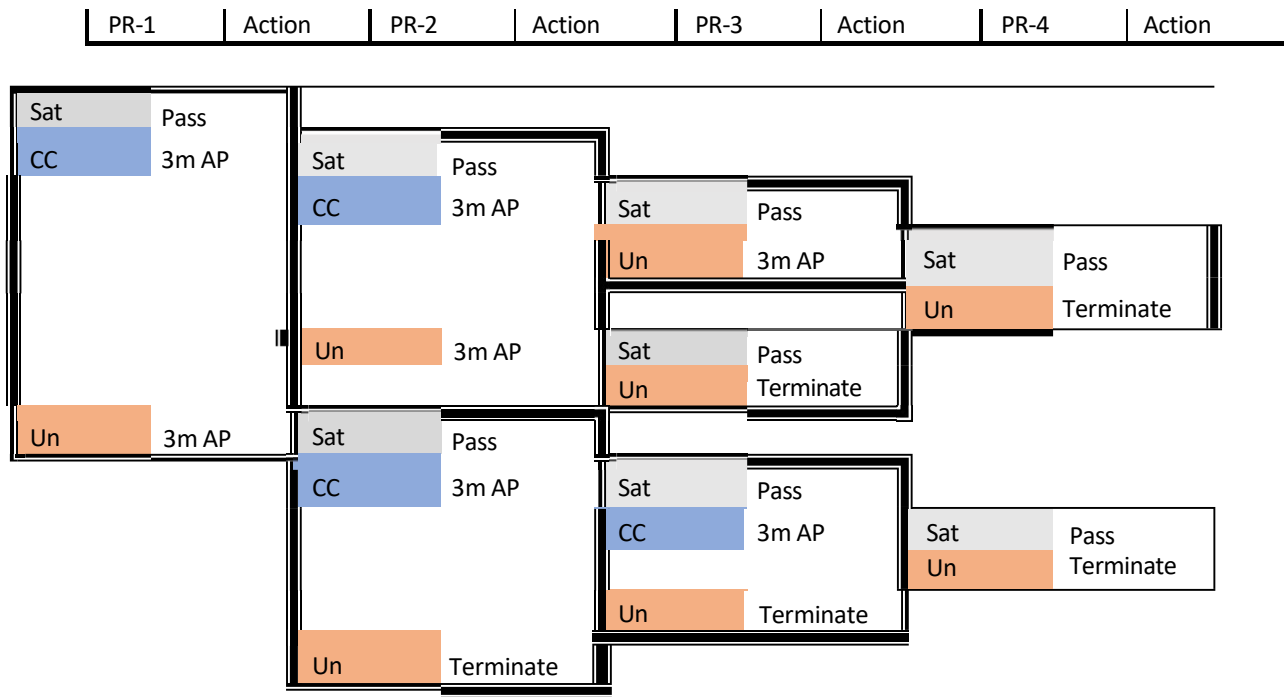 PR-1 Action PR-2 Action PR-3 Action PR-4 Action
Sat Pass
CC 3m AP
Un 3m AP
Sat Pass
CC 3m AP
Un 3m AP
Sat Pass
CC 3m AP
Un Terminate
Sat Pass
Un 3m AP
Sat Pass
Un Terminate
Sat Pass
CC 3m AP
Un Terminate
Sat Pass
Un Terminate
Sat Pass
Un Terminate